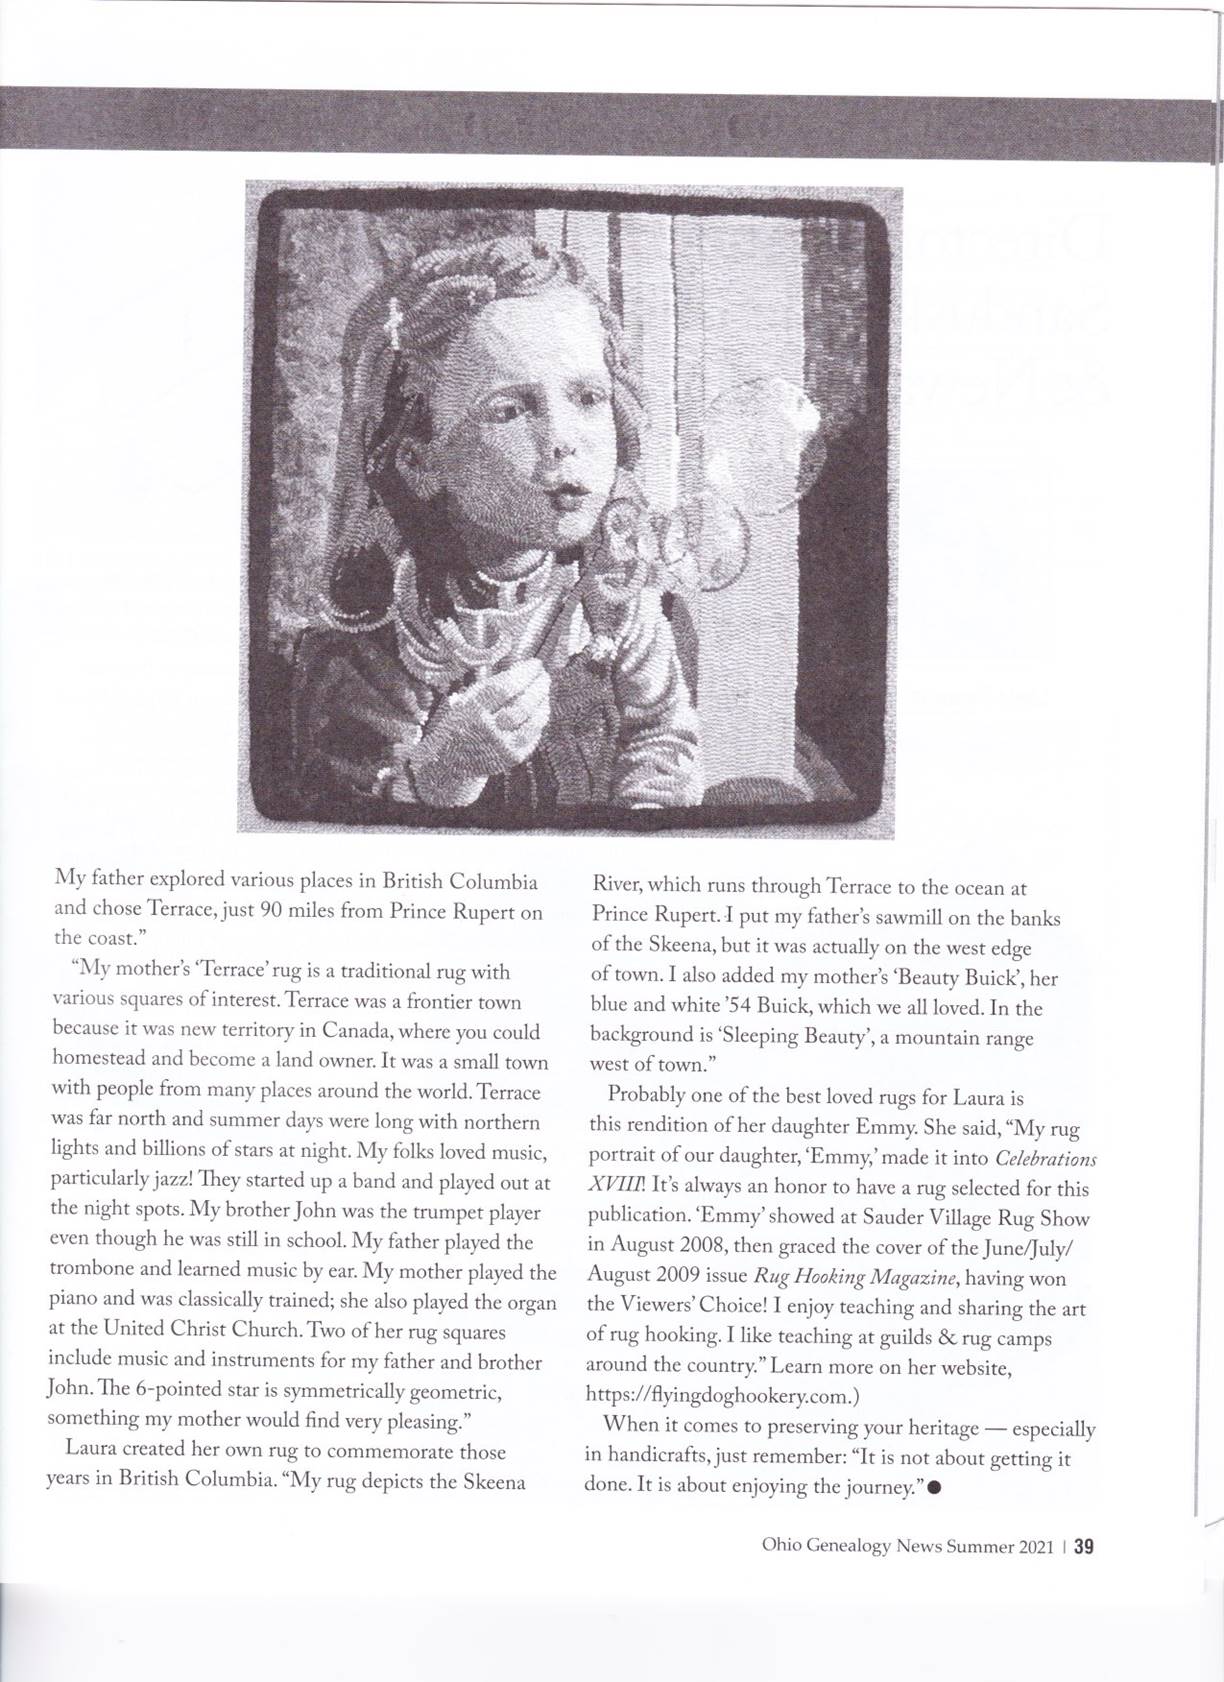 My father explored various places in British Columbia
and chose Terrace, just 90 miles from Prince Rupert on
the coast.”
“My mother’s ‘Terrace’ rug is a traditional rug with
various squares of interest. Terrace was a frontier town
because it was new territory in Canada, where you could
homestead and become a land owner. It was a small town
with people from many places around the world. Terrace
was far north and summer days were long with northern
lights and billions of stars at night. My folks loved music,
particularly jazz! They started up a band and played out at
the night spots. My brother John was the trumpet player
even though he was still in school. My father played the
trombone and learned music by ear. My mother played the
piano and was classically trained; she also played the organ
at the United Christ Church. Two of her rug squares
include music and instruments for my father and brother
John. The 6-pointed star is symmetrically geometric,
something my mother would find very pleasing.”
Laura created her own rug to commemorate those
years in British Columbia. “My rug depicts the Skeena
River, which runs through Terrace to the ocean at
Prince Rupert. I put my father’s sawmill on the banks
of the Skeena, but it was actually on the west edge
of town. I also added my mother’s ‘Beauty Buick’, her
blue and white ’54 Buick, which we all loved. In the
background is ‘Sleeping Beauty’, a mountain range
west of town.”
Probably one of the best loved rugs for Laura is
this rendition of her daughter Emmy. She said, “My rug
portrait of our daughter, ‘Emmy,’ made it into Celebrations
XVIII! It’s always an honor to have a rug selected for this
publication. ‘Emmy’ showed at Sauder Village Rug Show
in August 2008, then graced the cover of the June/July/
August 2009 issue Rug Hooking Magazine, having won
the Viewers’ Choice! I enjoy teaching and sharing the art
of rug hooking. I like teaching at guilds & rug camps
around the country.” Learn more on her website,
https://flyingdoghookery.com.)
When it comes to preserving your heritage — especially
in handicrafts, just remember: “It is not about getting it
done. It is about enjoying the journey.”●
Ohio Genealogy News Summer 2021 | 39